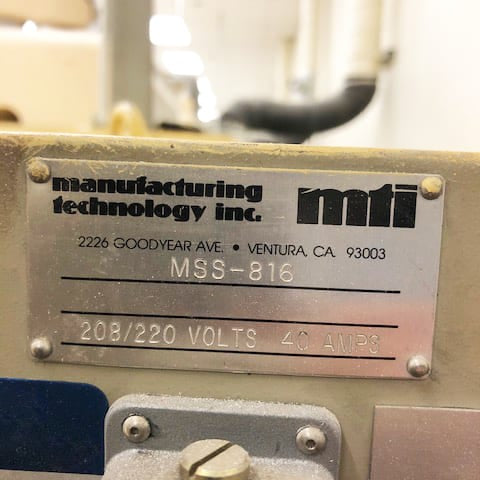 manufacturing
technology inc.
mti
2226 GOODYEAR AVE. • VENTURA, CA. 93003
MSS-816
208/220 VOLTS 40 AMPS